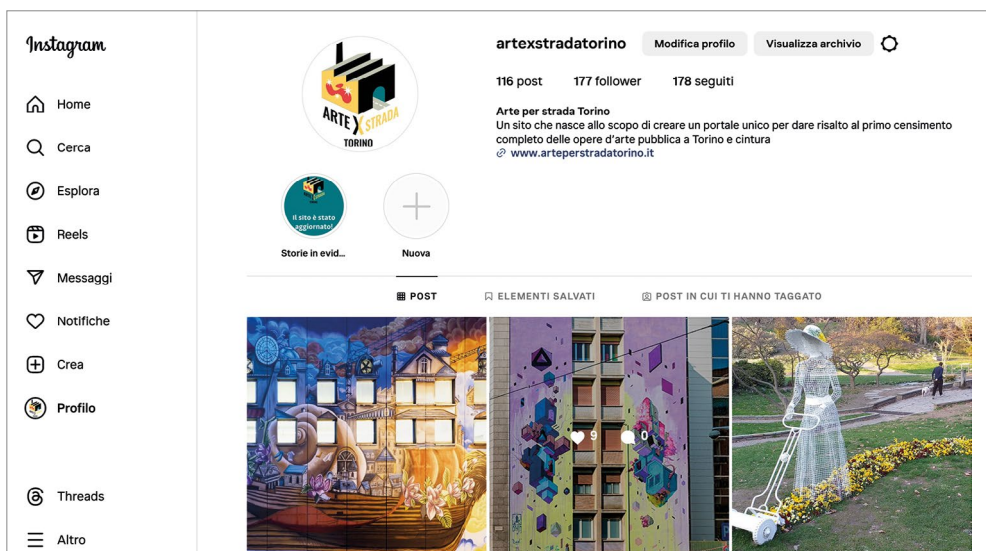 Instagram
Home
Cerca
Esplora
Reels
Messaggi
Notifiche
Crea
Profilo
Threads
Altro
ARTE X STRADA
TORINO
artexstradatorino Modifica profilo Visualizza archivio
116 post 177 follower 178 seguiti
Arte per strada Torino
Un sito che nasce allo scopo di creare un portale unico per dare risalto al primo censimento
completo delle opere d'arte pubblica a Torino e cintura
www.arteperstradatorino.it
Il sito è stato
aggiornato!
Storie in evid... Nuova
POST ELEMENTI SALVATI POST IN CUI TI HANNO TAGGATO
9 0